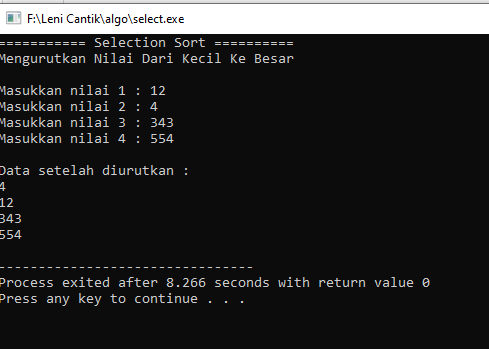 F:\Leni Cantik\algo\select.exe
=========== Selection Sort ==========
Mengurutkan Nilai Dari Kecil Ke Besar
Masukkan nilai 1 : 12
Masukkan nilai 2 : 4
Masukkan nilai 3 : 343
Masukkan nilai 4 : 554
Data setelah diurutkan :
4
12
343
554
--------------------------------
Process exited after 8.266 seconds with return value 0
Press any key to continue . . .